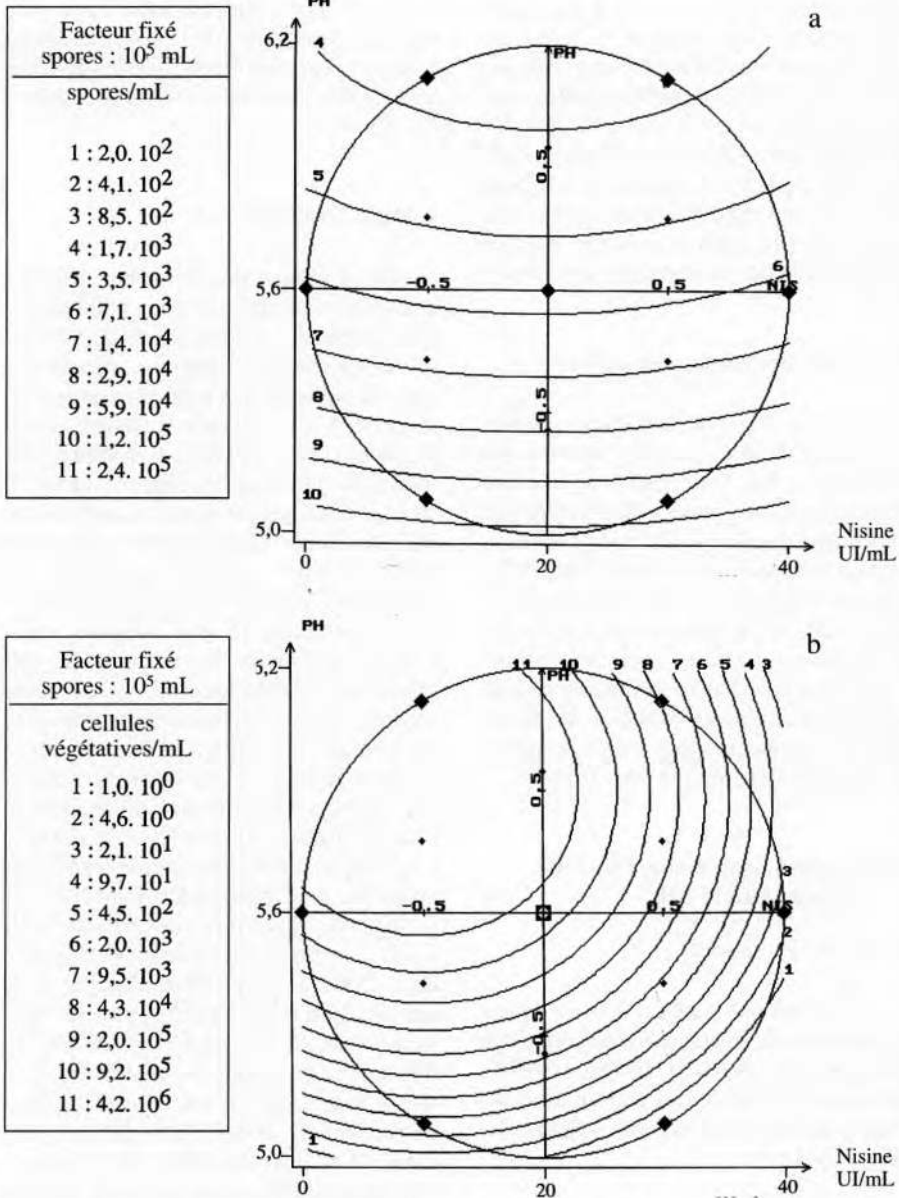 Facteur fixé
spores : 10⁵ mL
spores/mL
1 : 2,0. 10²
2 : 4,1. 10²
3 : 8,5. 10²
4 : 1,7. 10³
5 : 3,5. 10³
6 : 7,1. 10³
7 : 1,4. 10⁴
8 : 2,9. 10⁴
9 : 5,9. 10⁴
10 : 1,2. 10⁵
11 : 2,4. 10⁵
PH
a
6,2
4
PH
0,5
5
6
5,6
-0,5
0,5
NIS
7
8
-0,5
9
10
5,0
0
20
40
Nisine
UI/mL
Facteur fixé
spores : 10⁵ mL
cellules
végétatives/mL
1 : 1,0. 10⁰
2 : 4,6. 10⁰
3 : 2,1. 10¹
4 : 9,7. 10¹
5 : 4,5. 10²
6 : 2,0. 10³
7 : 9,5. 10³
8 : 4,3. 10⁴
9 : 2,0. 10⁵
10 : 9,2. 10⁵
11 : 4,2. 10⁶
PH
b
6,2
11 PH 10 9 8 7 6 5 4 3
0,5
3
5,6
-0,5
0,5
NIS
2
1
-0,5
1
5,0
0
20
40
Nisine
UI/mL